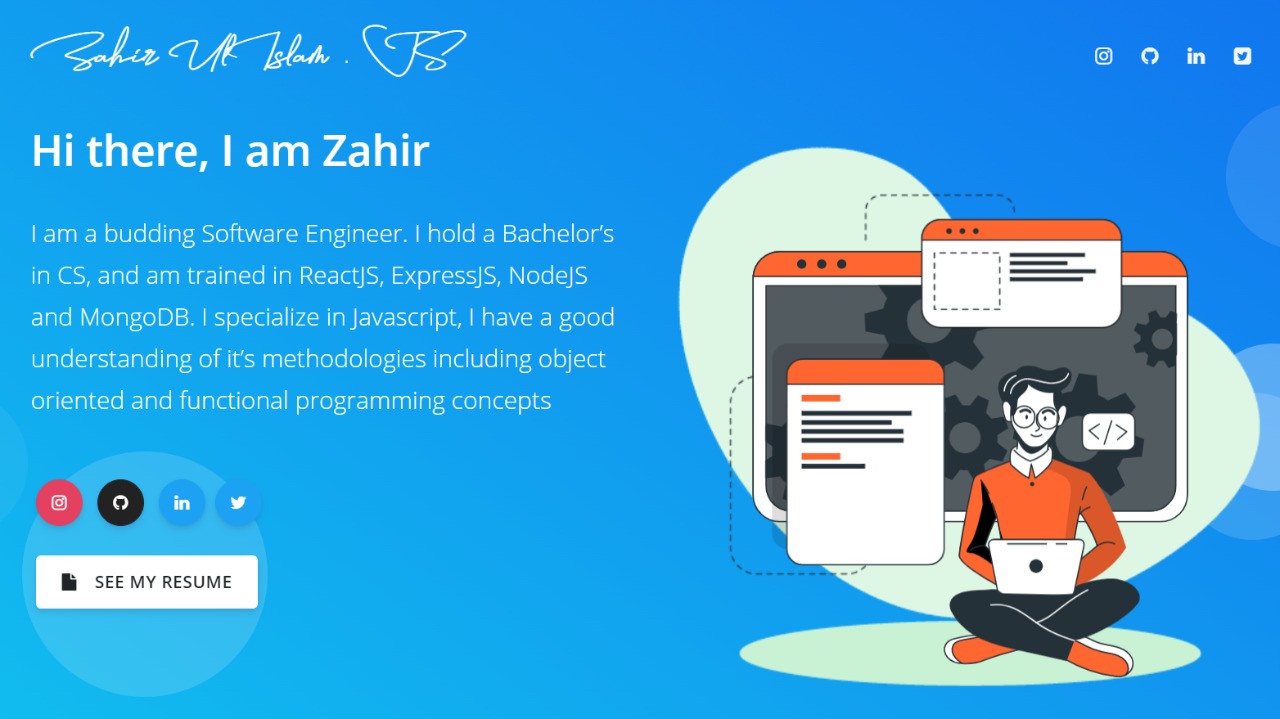 Zahir Ul Islam . JS
Hi there, I am Zahir
I am a budding Software Engineer. I hold a Bachelor’s
in CS, and am trained in ReactJS, ExpressJS, NodeJS
and MongoDB. I specialize in Javascript, I have a good
understanding of it’s methodologies including object
oriented and functional programming concepts
in
in
SEE MY RESUME